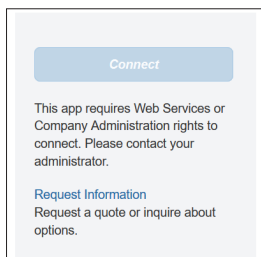 Connect
This app requires Web Services or
Company Administration rights to
connect. Please contact your
administrator.
Request Information
Request a quote or inquire about
options.